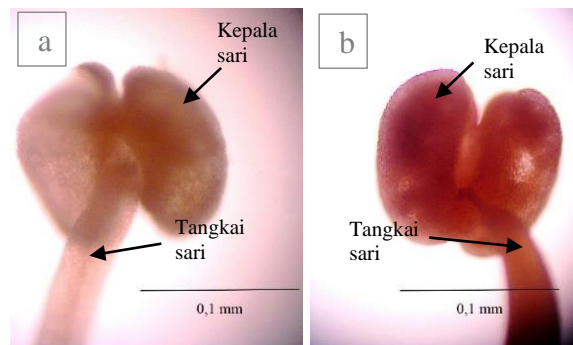 a
Kepala
sari
Tangkai
sari
0,1 mm
b
Kepala
sari
Tangkai
sari
0,1 mm